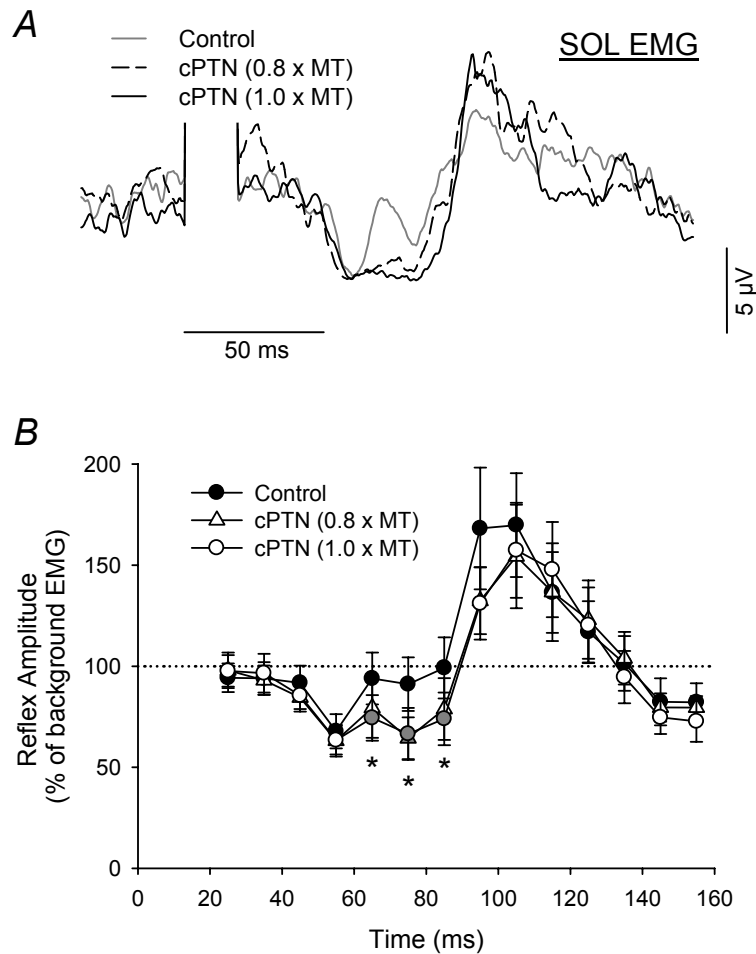 A
Control
cPTN (0.8 x MT)
cPTN (1.0 x MT)
SOL EMG
5 µV
50 ms
B
Control
cPTN (0.8 x MT)
cPTN (1.0 x MT)
Reflex Amplitude
(% of background EMG)
200
150
100
50
0
* * *
0 20 40 60 80 100 120 140 160
Time (ms)